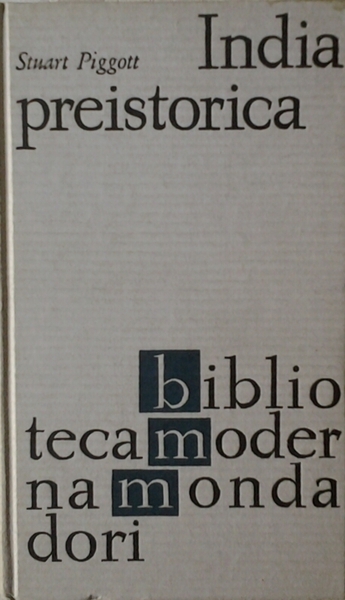 Stuart Piggott India
preistorica
biblio
tecamoder
namonda
dori